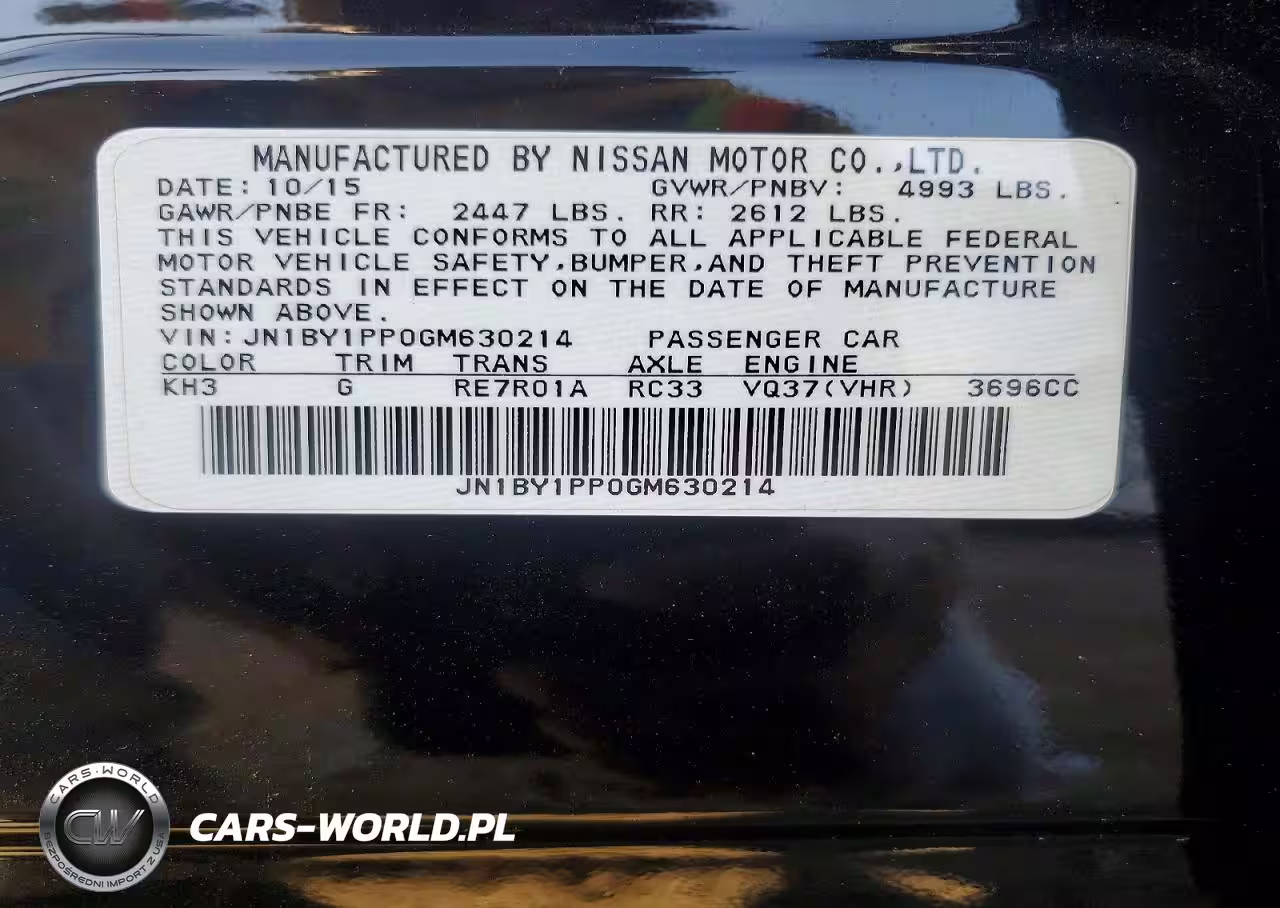 MANUFACTURED BY NISSAN MOTOR CO.,LTD.
DATE: 10/15 GVWR/PNBV: 4993 LBS.
GAWR/PNBE FR: 2447 LBS. RR: 2612 LBS.
THIS VEHICLE CONFORMS TO ALL APPLICABLE FEDERAL
MOTOR VEHICLE SAFETY,BUMPER,AND THEFT PREVENTION
STANDARDS IN EFFECT ON THE DATE OF MANUFACTURE
SHOWN ABOVE.
VIN: JN1BY1PP0GM630214 PASSENGER CAR
COLOR TRIM TRANS AXLE ENGINE
KH3 G RE7R01A RC33 VQ37(VHR) 3696CC
JN1BY1PP0GM630214
CARS-WORLD
CW
BEZPOŚREDNI IMPORT Z USA
CARS-WORLD.PL